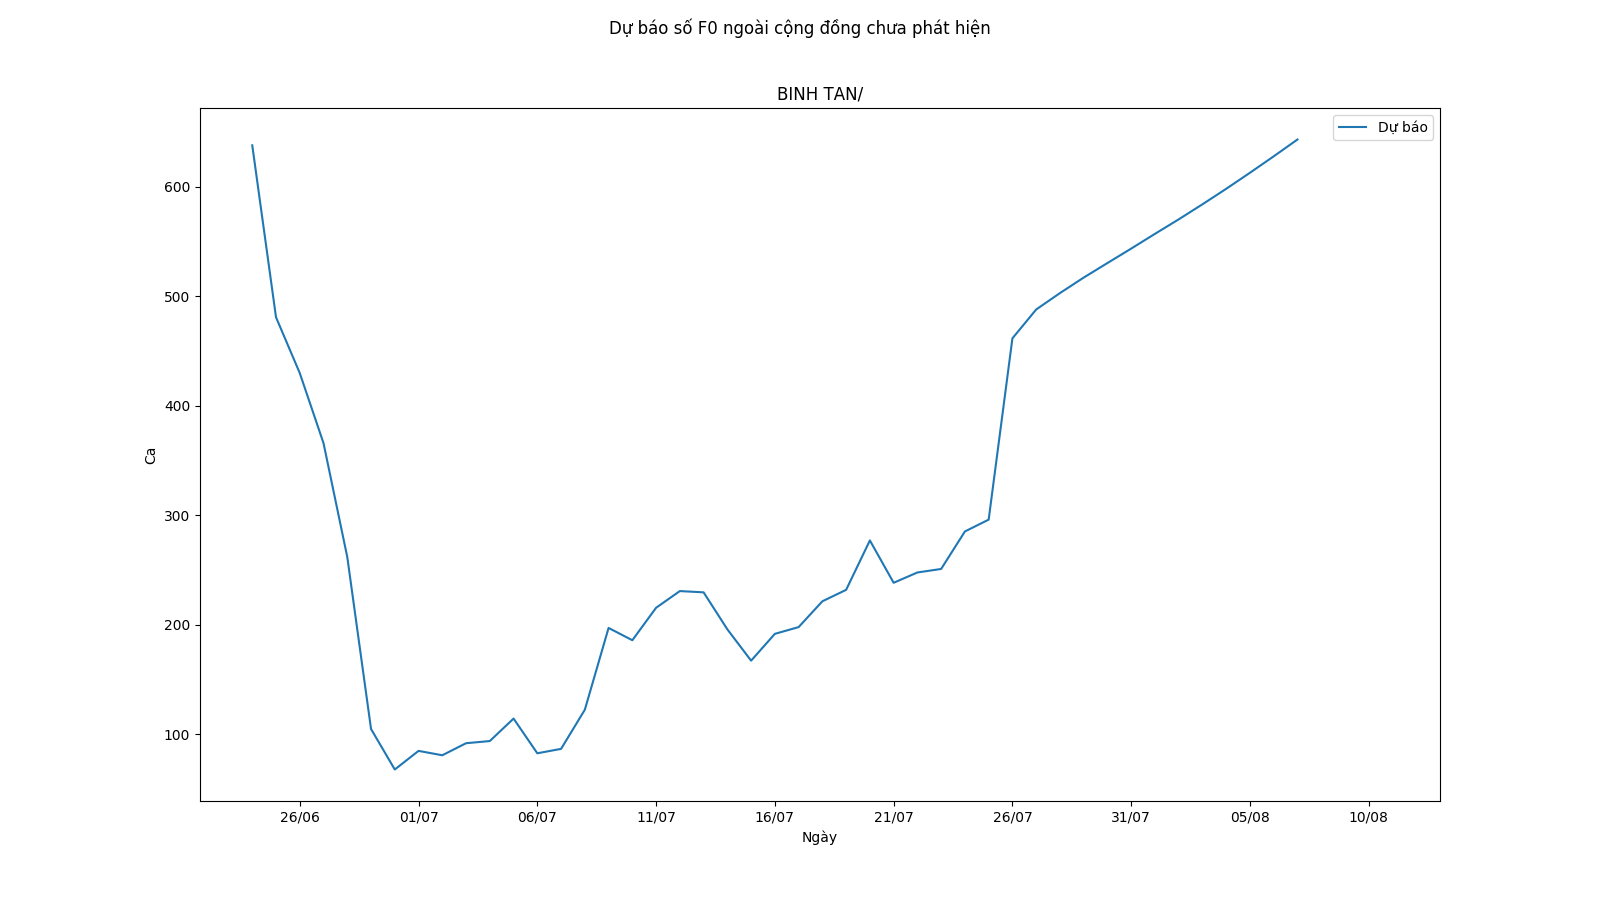 Dự báo số F0 ngoài cộng đồng chưa phát hiện
BINH TAN/
Dự báo
600
500
400
300
200
100
Ca
26/06 01/07 06/07 11/07 16/07 21/07 26/07 31/07 05/08 10/08
Ngày